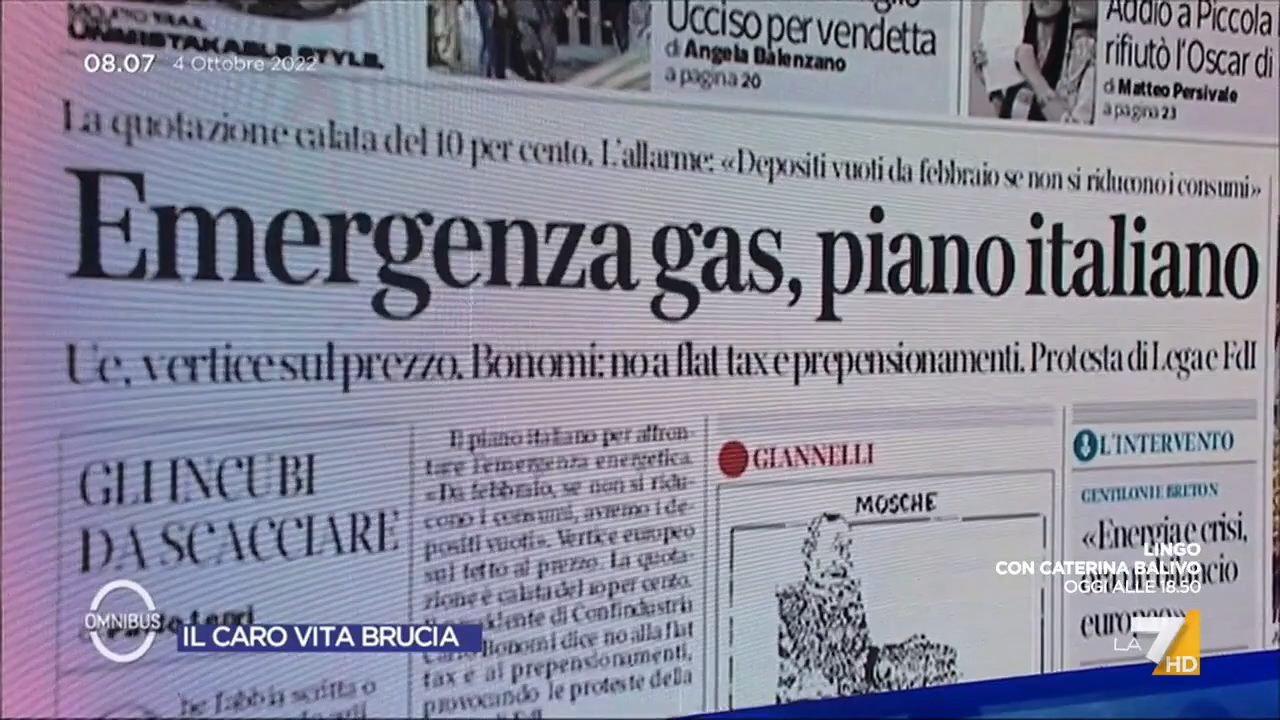 UNMISTAKABLE STYLE.
08.07 4 Ottobre 2022
Ucciso per vendetta
di Angela Balenzano
a pagina 20
Addio a Piccola
rifiutò l'Oscar di
di Matteo Persivale
a pagina 23
La quotazione calata del 10 per cento. L'allarme: «Depositi vuoti da febbraio se non si riducono i consumi»
Emergenza gas, piano italiano
Ue, vertice sul prezzo. Bonomi: no a flat tax e prepensionamenti. Protesta di Lega e FdI
GLI INCUBI
DA SCACCIARE
Il piano italiano per affron-
tare l'emergenza energetica.
«Da febbraio, se non si ridu-
cono i consumi, avremo i de-
positi vuoti». Vertice europeo
sul tetto al prezzo. La quota-
zione è calata del 10 per cento.
idente di Confindustria
Bonomi dice no alla flat
tax e ai prepensionamenti,
provocando le proteste della
GIANNELLI
MOSCHE
L'INTERVENTO
GENTILONI E BRETON
«Energia e crisi,
europeo»
LINGO
CON CATERINA BALIVO
OGGI ALLE 18.50
OMNIBUS
IL CARO VITA BRUCIA
LA 7 HD